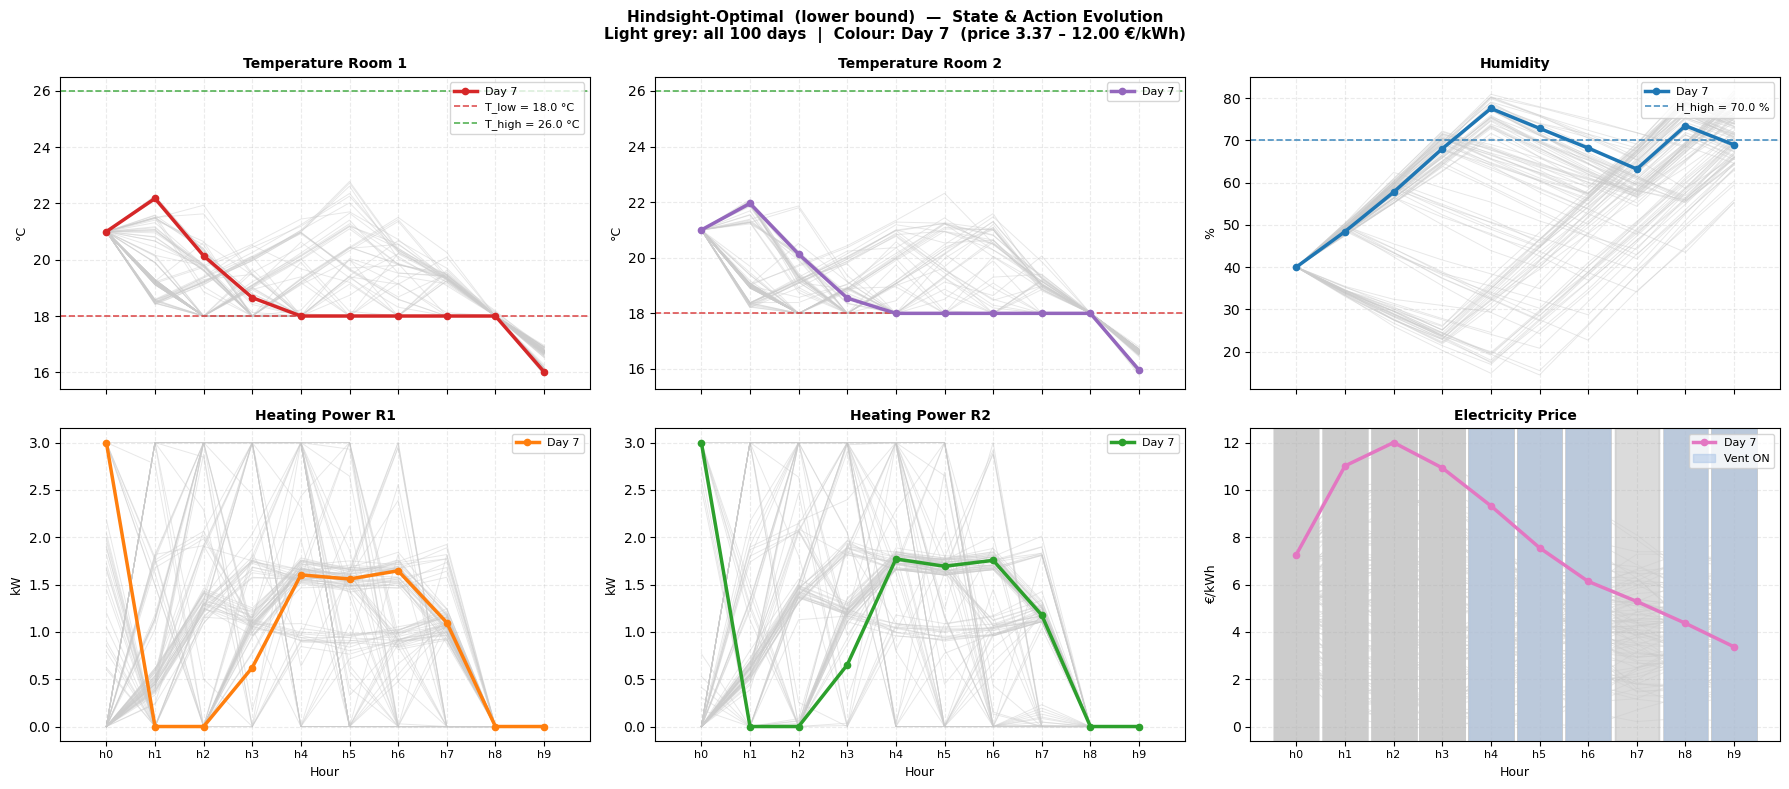 Hindsight-Optimal  (lower bound)  —  State & Action Evolution
Light grey: all 100 days  |  Colour: Day 7  (price 3.37 – 12.00 €/kWh)
Temperature Room 1
Day 7
T_low = 18.0 °C
T_high = 26.0 °C
°C
26
24
22
20
18
16
Temperature Room 2
Day 7
°C
26
24
22
20
18
16
Humidity
Day 7
H_high = 70.0 %
%
80
70
60
50
40
30
20
Heating Power R1
Day 7
kW
3.0
2.5
2.0
1.5
1.0
0.5
0.0
h0 h1 h2 h3 h4 h5 h6 h7 h8 h9
Hour
Heating Power R2
Day 7
kW
3.0
2.5
2.0
1.5
1.0
0.5
0.0
h0 h1 h2 h3 h4 h5 h6 h7 h8 h9
Hour
Electricity Price
Day 7
Vent ON
€/kWh
12
10
8
6
4
2
0
h0 h1 h2 h3 h4 h5 h6 h7 h8 h9
Hour